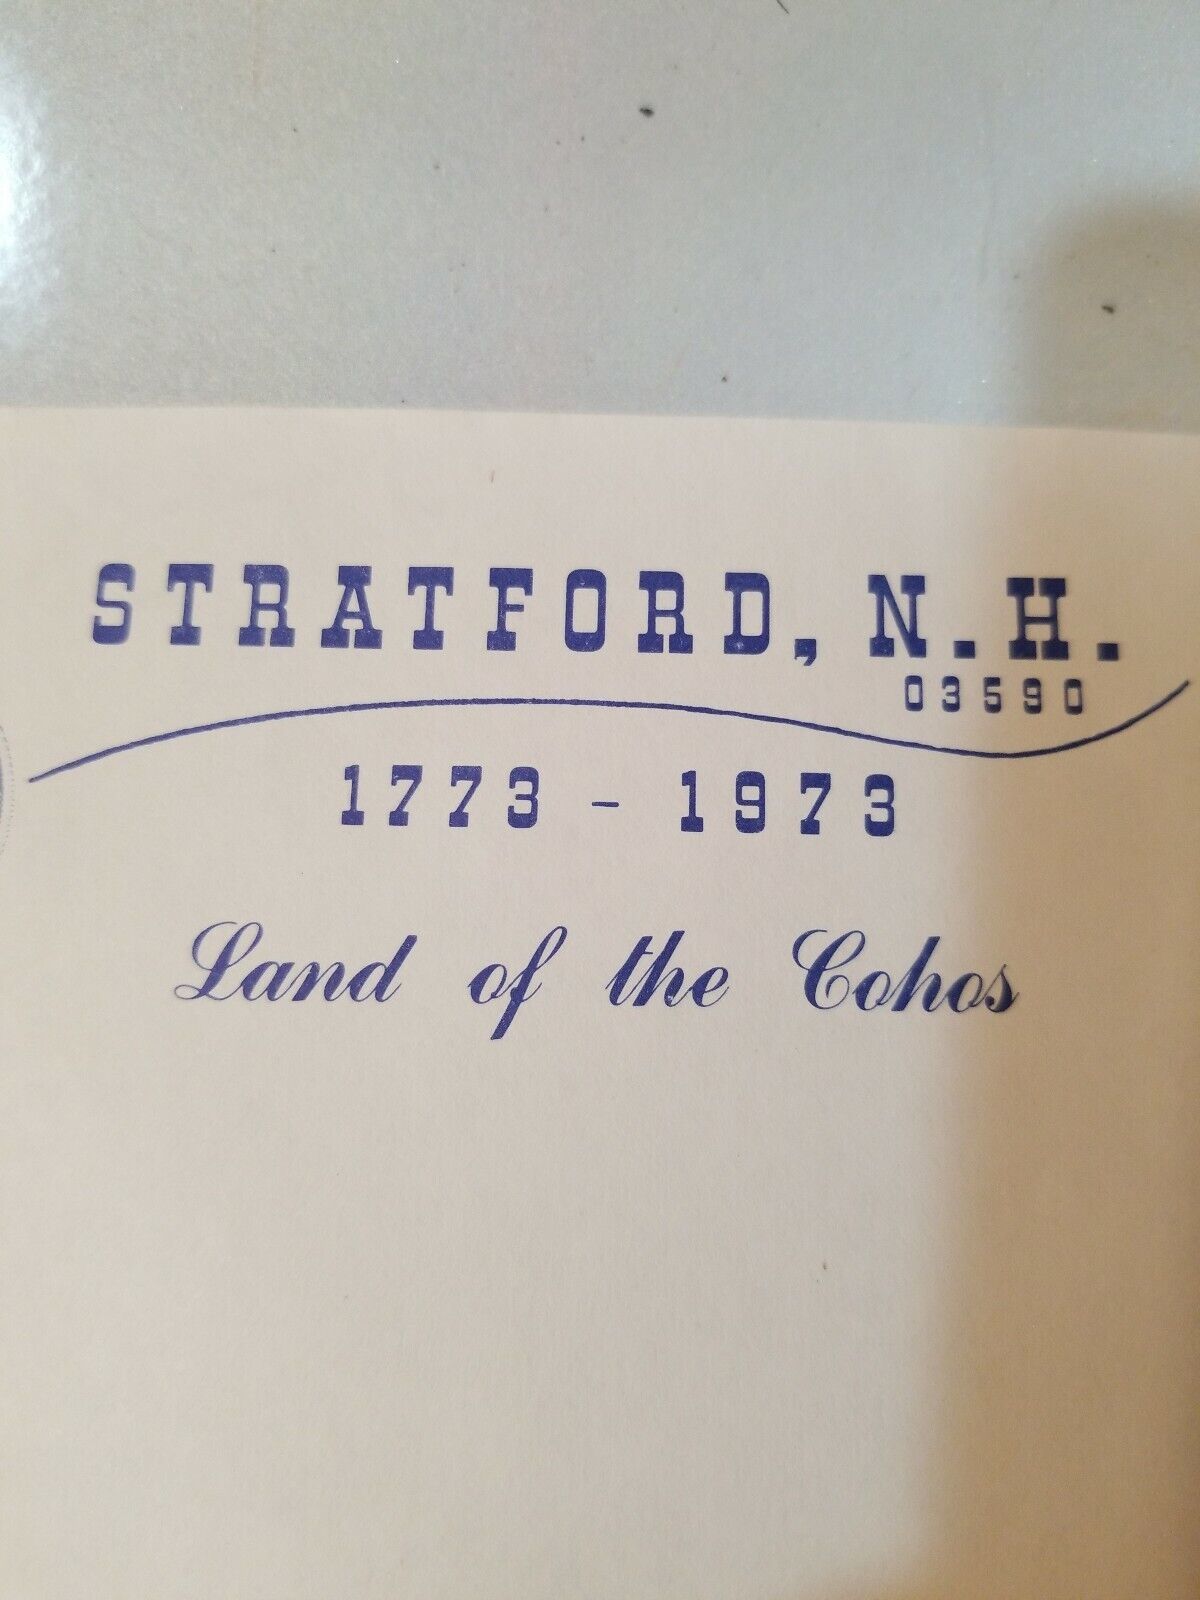 STRATFORD, N.H.
03590
1773 - 1973
Land of the Cohos